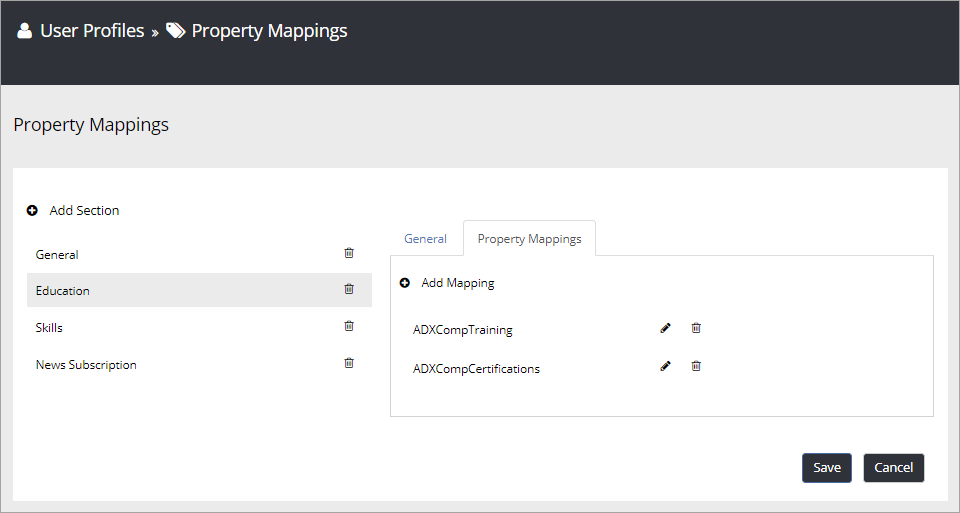 User Profiles » Property Mappings
Property Mappings
Add Section
General
Education
Skills
News Subscription
General Property Mappings
Add Mapping
ADXCompTraining
ADXCompCertifications
Save Cancel